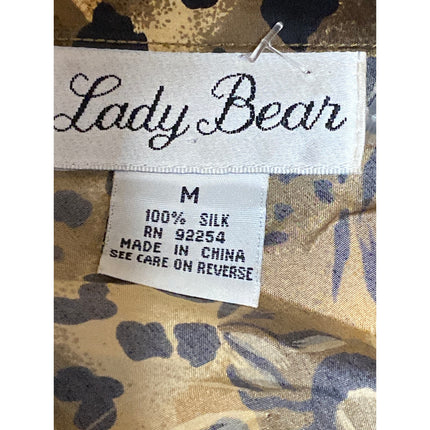 Lady Bear
M
100% SILK
RN 92254
MADE IN CHINA
SEE CARE ON REVERSE